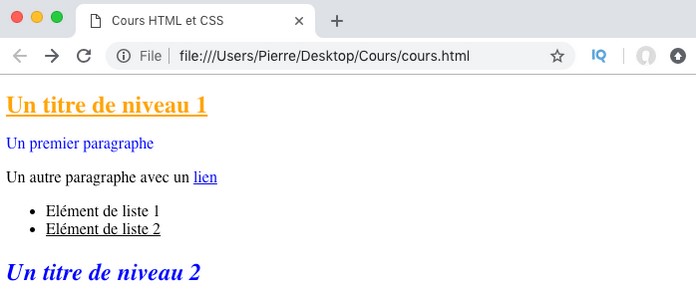 Cours HTML et CSS
File
file:///Users/Pierre/Desktop/Cours/cours.html
IQ
Un titre de niveau 1
Un premier paragraphe
Un autre paragraphe avec un lien
Elément de liste 1
Elément de liste 2
Un titre de niveau 2